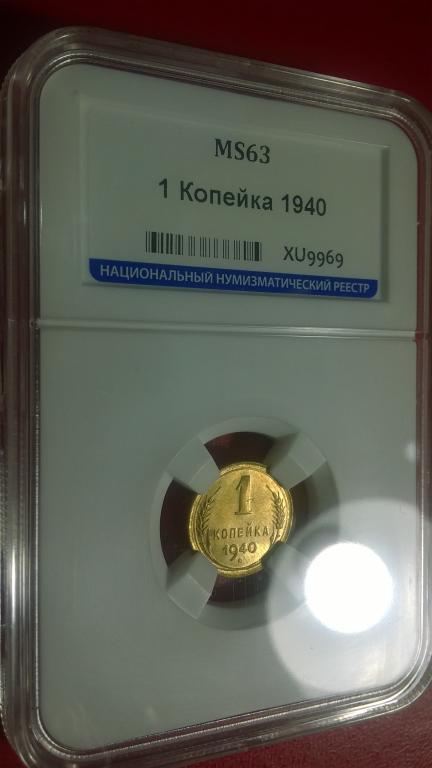 MS63
1 Копейка 1940
XU9969
НАЦИОНАЛЬНЫЙ НУМИЗМАТИЧЕСКИЙ РЕЕСТР
1
КОПЕЙКА
1940